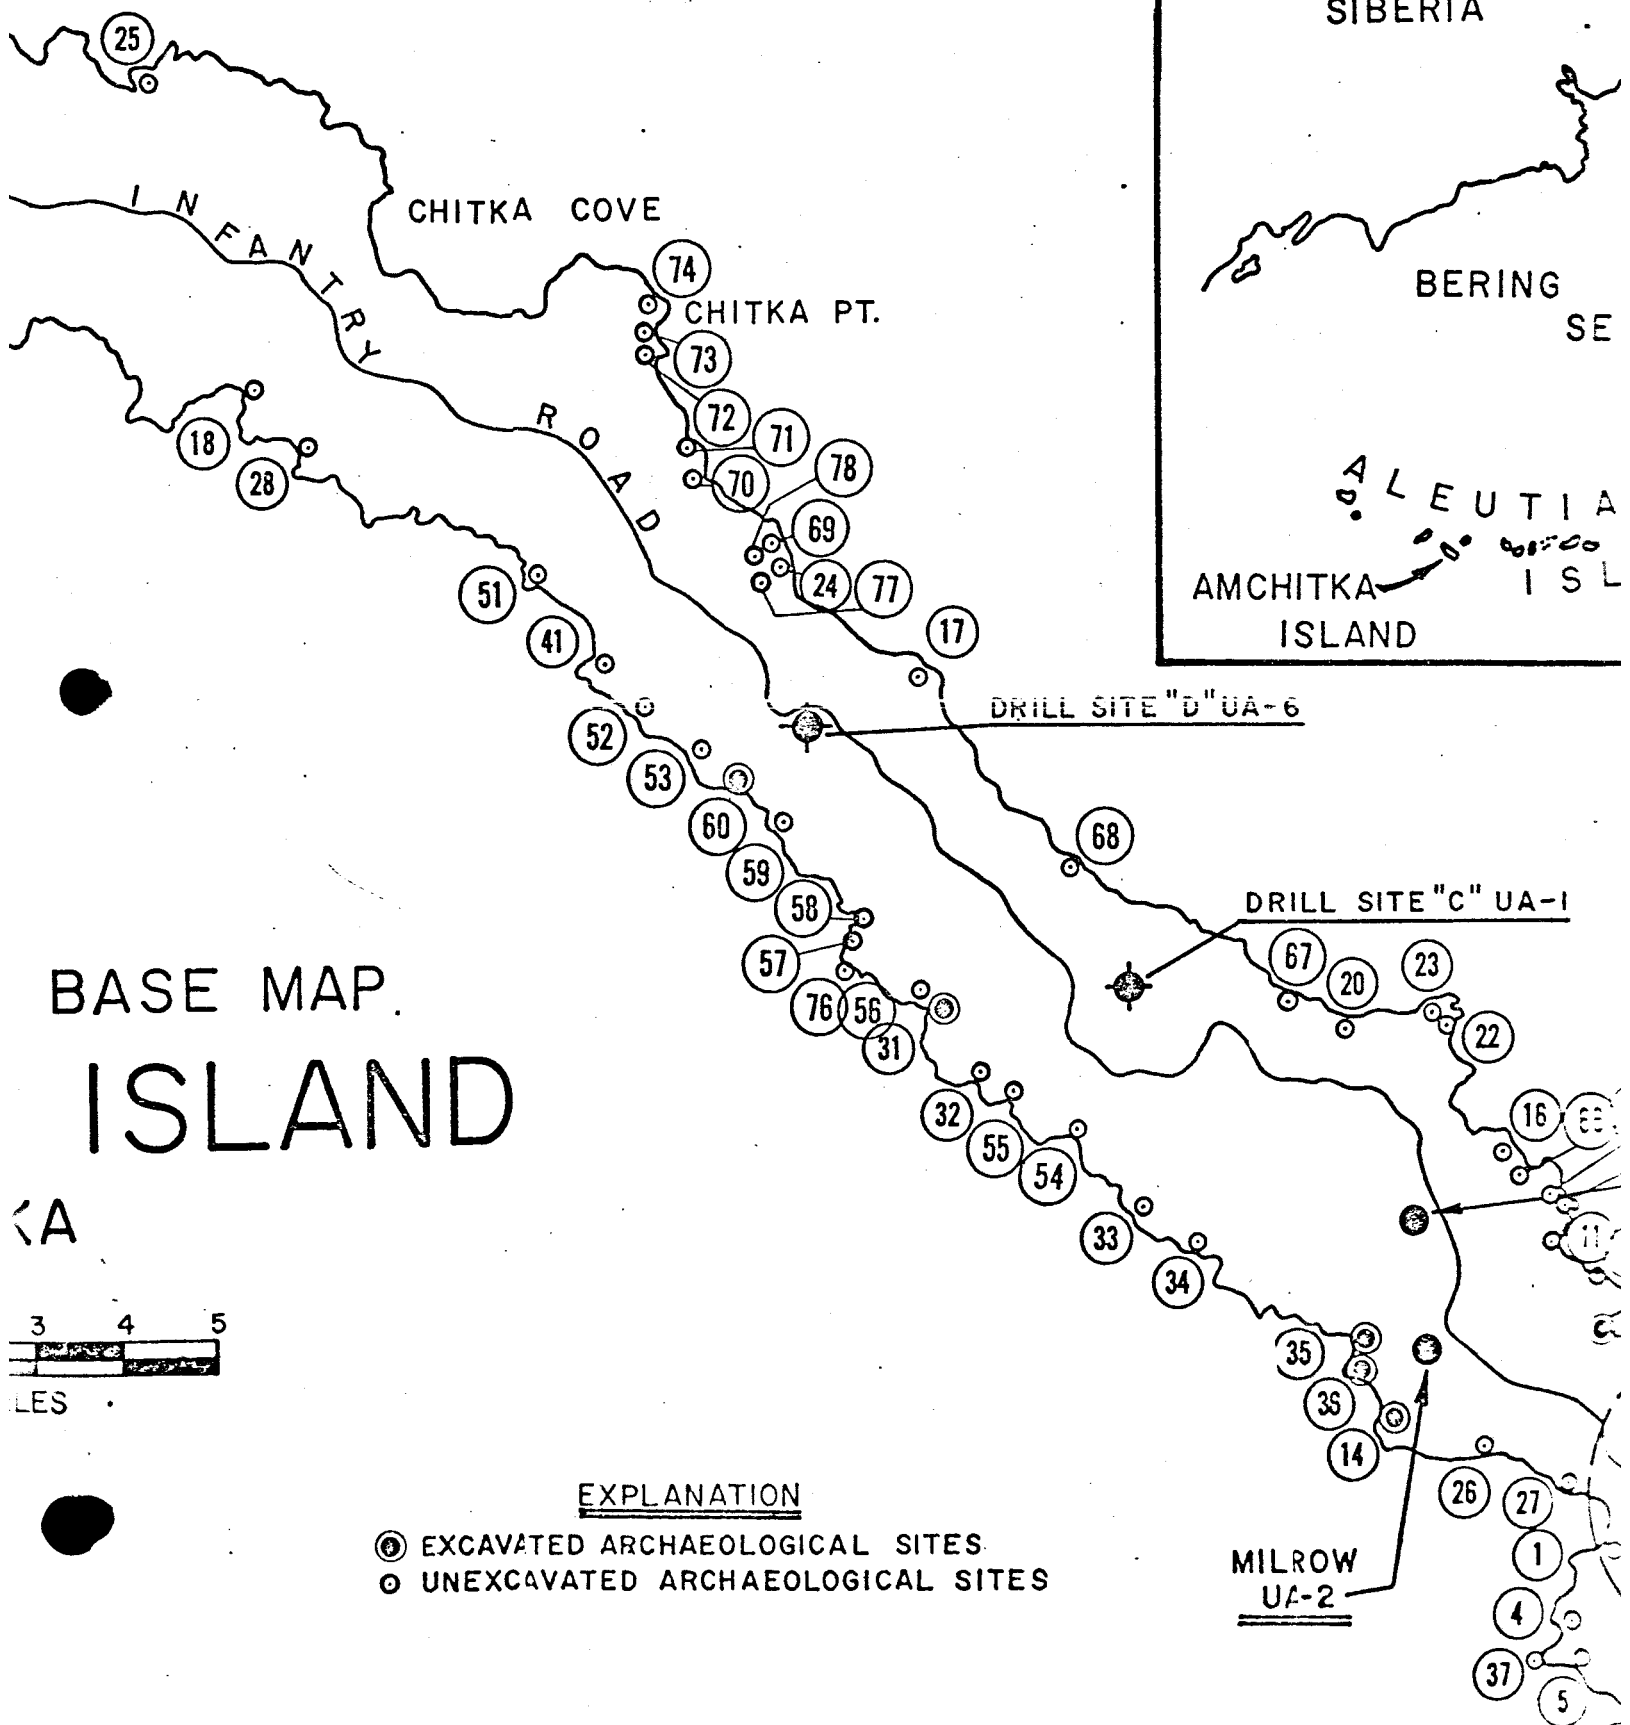 SIBERIA
25
INFANTRY ROAD
CHITKA COVE
74
CHITKA PT.
BERING
SE
73
72
71
18
28
70
78
69
ALEUTIA
ISL
AMCHITKA
ISLAND
51
24
77
41
17
52
DRILL SITE "D" UA-6
53
60
68
59
58
DRILL SITE "C" UA-1
57
67
20
23
BASE MAP.
76
56
31
22
ISLAND
32
16
55
54
KA
33
11
34
3 4 5
LES
35
36
14
26
27
EXPLANATION
EXCAVATED ARCHAEOLOGICAL SITES
UNEXCAVATED ARCHAEOLOGICAL SITES
MILROW
UA-2
1
4
37
5